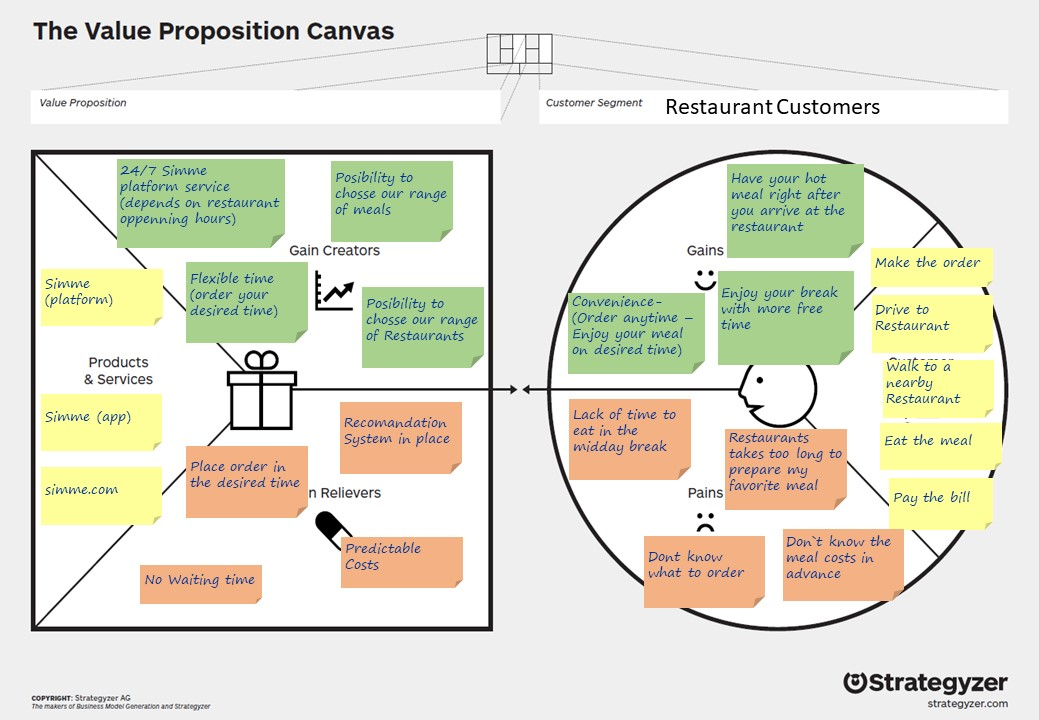 The Value Proposition Canvas
Value Proposition
Customer Segment
Restaurant Customers
24/7 Simme
platform service
(depends on restaurant
oppenning hours)
Posibility to
chosse our range
of meals
Gain Creators
Simme
(platform)
Flexible time
(order your
desired time)
Posibility to
chosse our range
of Restaurants
Products
& Services
Simme (app)
simme.com
Recomandation
System in place
Place order in
the desired time
n Relievers
Predictable
Costs
No Waiting time
Have your hot
meal right after
you arrive at the
restaurant
Gains
Convenience-
(Order anytime –
Enjoy your meal
on desired time)
Enjoy your break
with more free
time
Make the order
Drive to
Restaurant
Customer
Walk to a
nearby
Restaurant
Eat the meal
Pay the bill
Lack of time to
eat in the
midday break
Restaurants
takes too long to
prepare my
favorite meal
Pains
Dont know
what to order
Don`t know the
meal costs in
advance
COPYRIGHT: Strategyzer AG
The makers of Business Model Generation and Strategyzer
Strategyzer
strategyzer.com